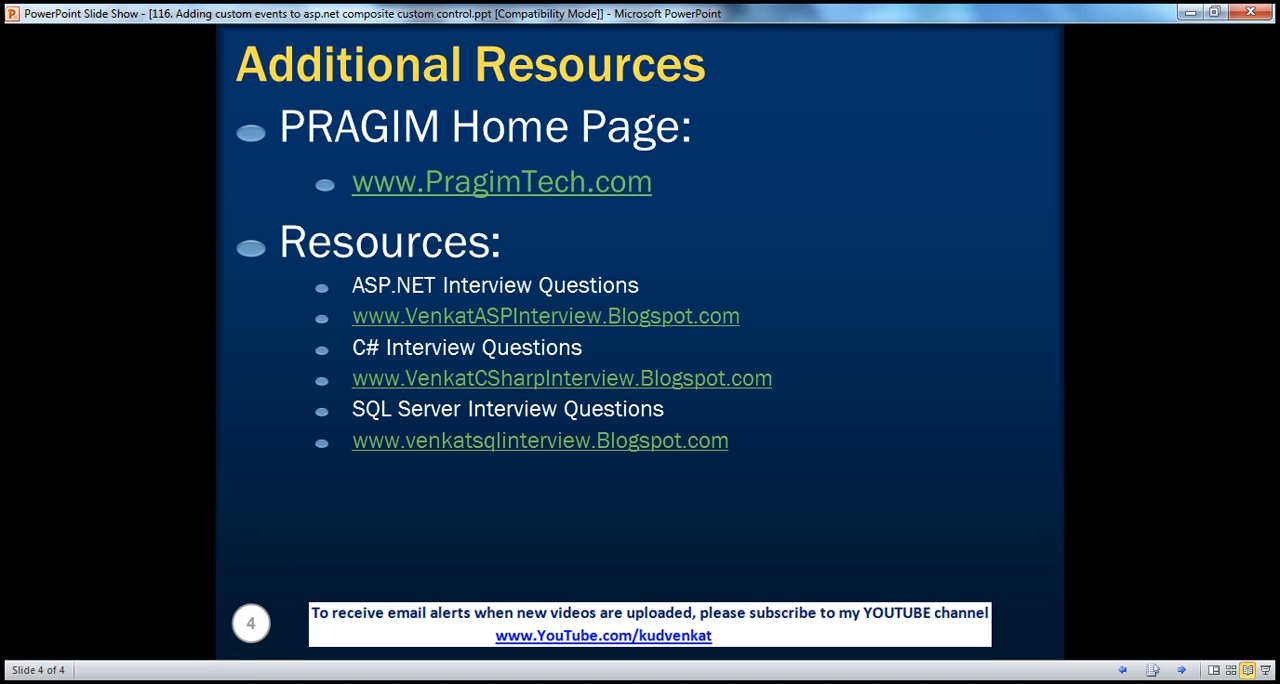 PowerPoint Slide Show - [116. Adding custom events to asp.net composite custom control.ppt [Compatibility Mode]] - Microsoft PowerPoint
Additional Resources
PRAGIM Home Page:
www.PragimTech.com
Resources:
ASP.NET Interview Questions
www.VenkatASPInterview.Blogspot.com
C# Interview Questions
www.VenkatCSharpInterview.Blogspot.com
SQL Server Interview Questions
www.venkatsqlinterview.Blogspot.com
4
To receive email alerts when new videos are uploaded, please subscribe to my YOUTUBE channel
www.YouTube.com/kudvenkat
Slide 4 of 4